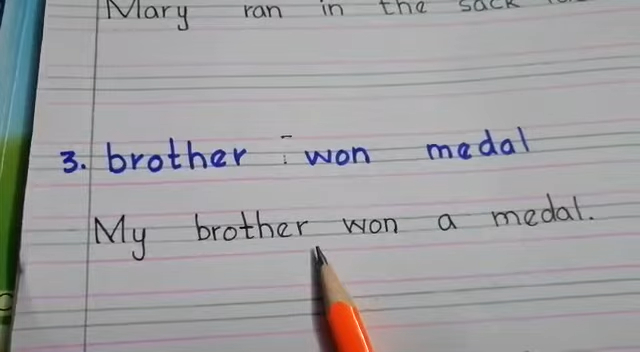 Mary ran in the sack
3. brother won medal
My brother won a medal.